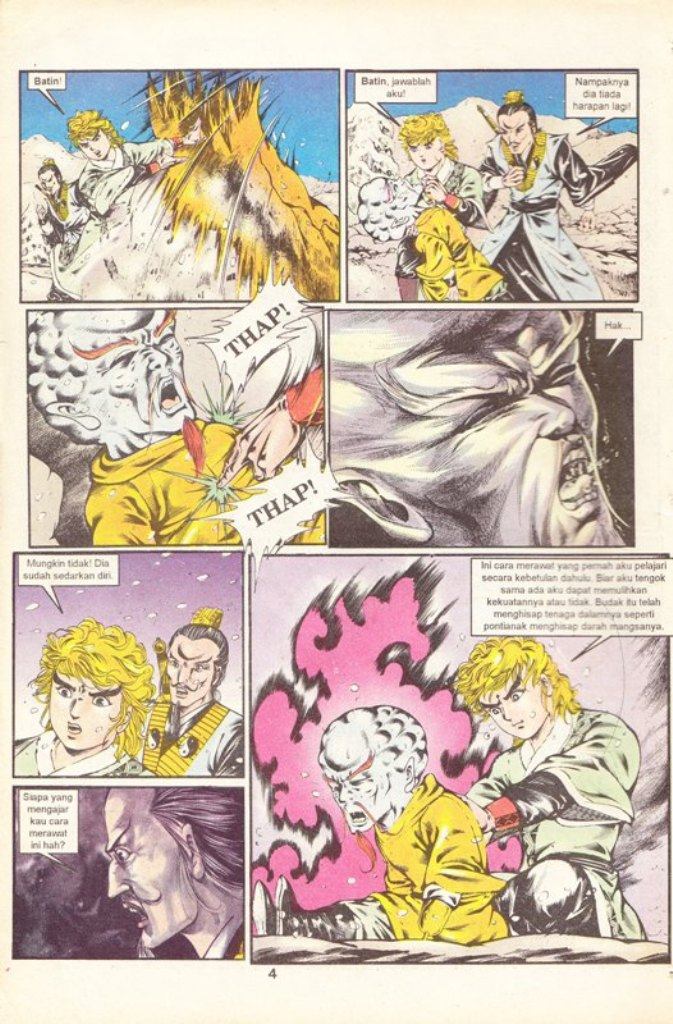 Batin!
Batin, jawablah
aku!
Nampaknya
dia tiada
harapan lagi!
THAP!
THAP!
Hak...
Mungkin tidak! Dia
sudah sedarkan diri.
Ini cara merawat yang pernah aku pelajari
secara kebetulan dahulu. Biar aku tengok
sama ada aku dapat memulihkan
kekuatannya atau tidak. Budak itu telah
menghisap tenaga dalamnya seperti
pontianak menghisap darah mangsanya.
Siapa yang
mengajar
kau cara
merawat
ini hah?
4